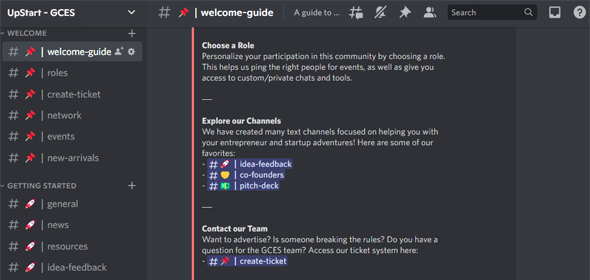 UpStart - GCES
# | welcome-guide
A guide to ...
Search
WELCOME
# | welcome-guide
# | roles
# | create-ticket
# | network
# | events
# | new-arrivals
GETTING STARTED
# | general
# | news
# | resources
# | idea-feedback
Choose a Role
Personalize your participation in this community by choosing a role.
This helps us ping the right people for events, as well as give you
access to custom/private chats and tools.
Explore our Channels
We have created many text channels focused on helping you with
your entrepreneur and startup adventures! Here are some of our
favorites:
- # | idea-feedback
- # | co-founders
- # | pitch-deck
Contact our Team
Want to advertise? Is someone breaking the rules? Do you have a
question for the GCES team? Access our ticket system here:
- # | create-ticket